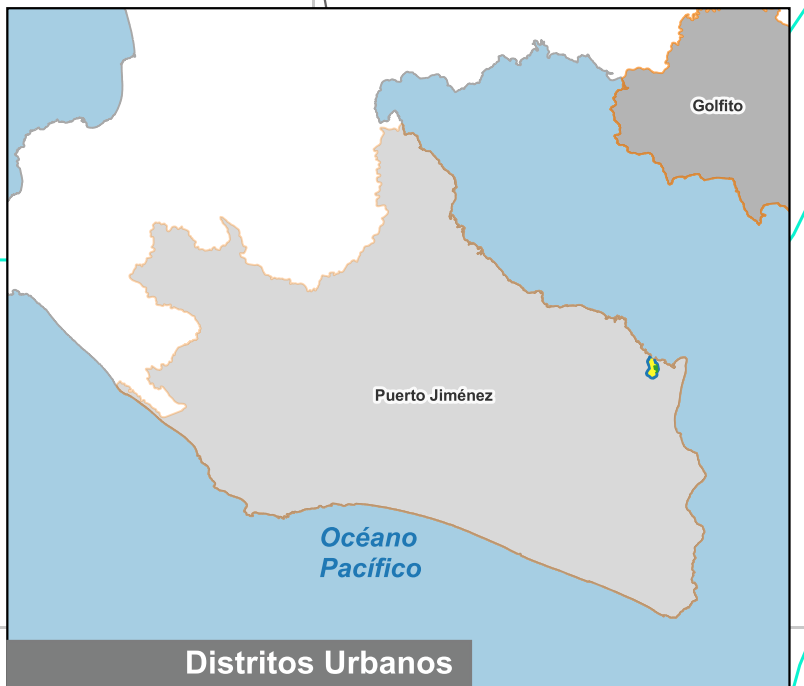 Golfito
Puerto Jiménez
Océano
Pacífico
Distritos Urbanos